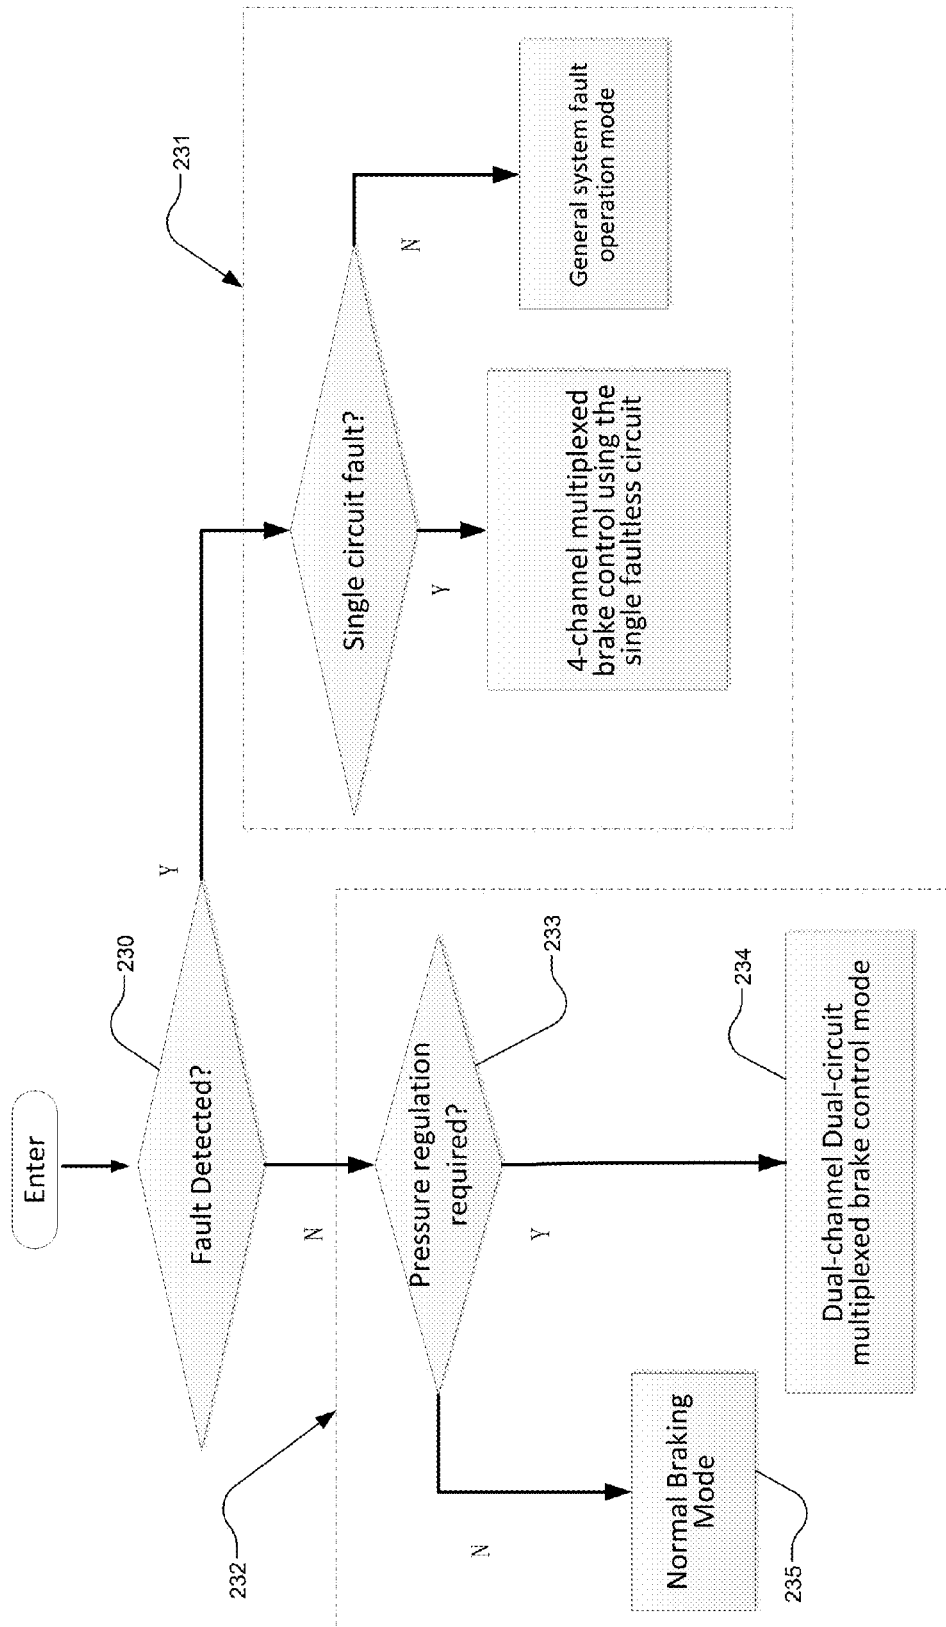 Enter
230
Fault Detected?
Y
N
231
Single circuit fault?
N
Y
General system fault
operation mode
4-channel multiplexed
brake control using the
single faultless circuit
232
Pressure regulation
required?
233
N
Y
Normal Braking
Mode
235
234
Dual-channel Dual-circuit
multiplexed brake control mode